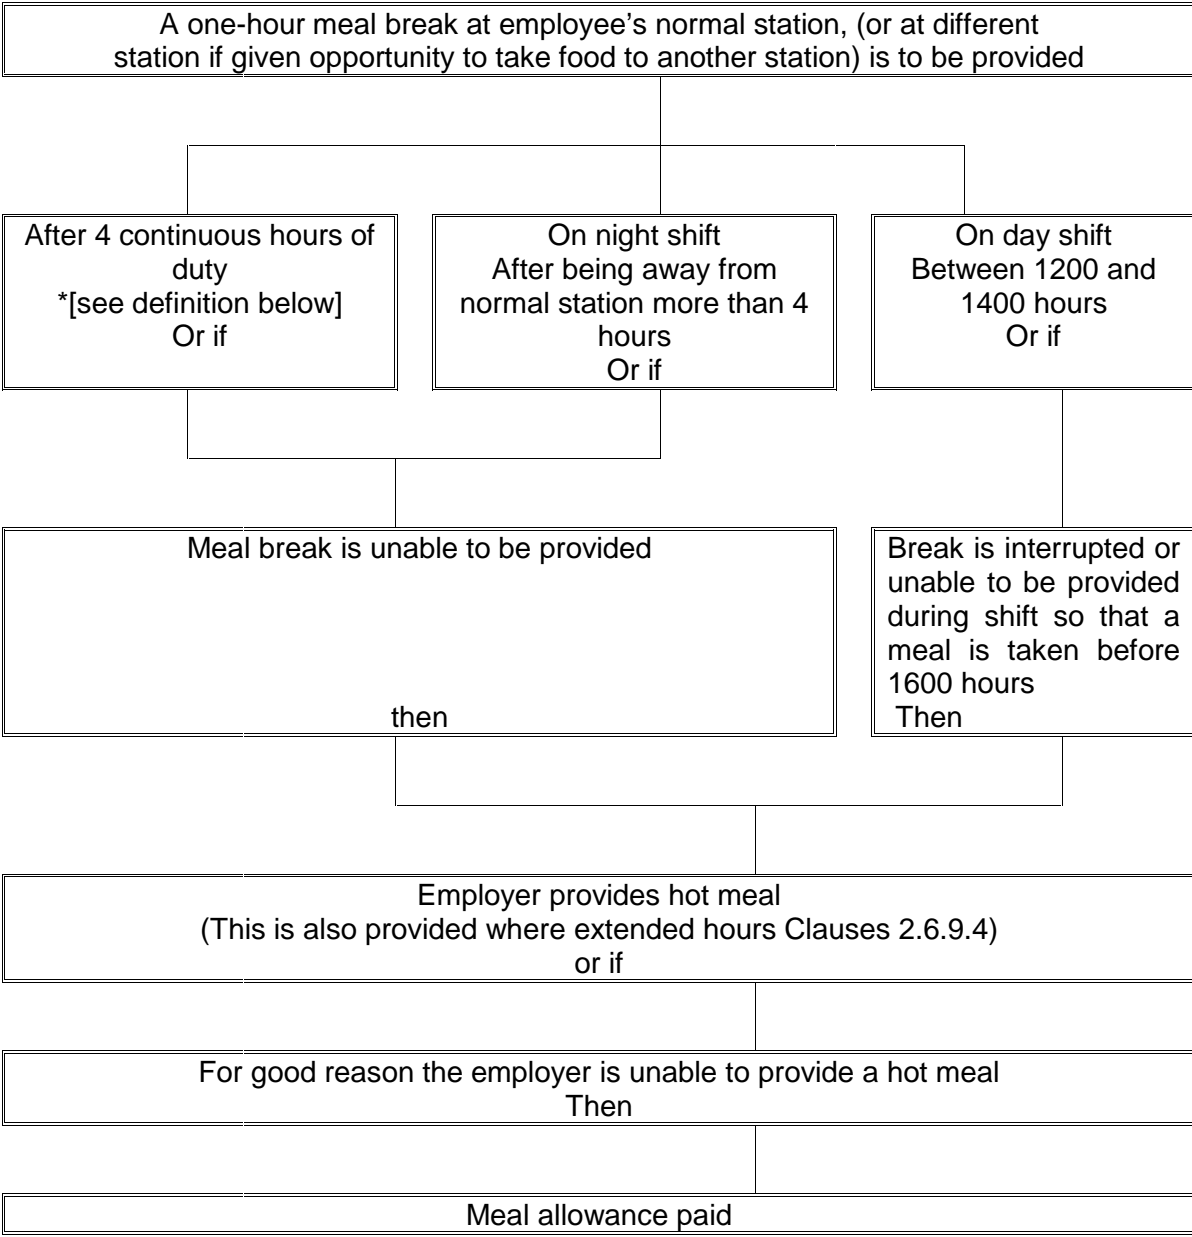 A one-hour meal break at employee’s normal station, (or at different
station if given opportunity to take food to another station) is to be provided
After 4 continuous hours of
duty
*[see definition below]
Or if
On night shift
After being away from
normal station more than 4
hours
Or if
On day shift
Between 1200 and
1400 hours
Or if
Meal break is unable to be provided
then
Break is interrupted or
unable to be provided
during shift so that a
meal is taken before
1600 hours
Then
Employer provides hot meal
(This is also provided where extended hours Clauses 2.6.9.4)
or if
For good reason the employer is unable to provide a hot meal
Then
Meal allowance paid